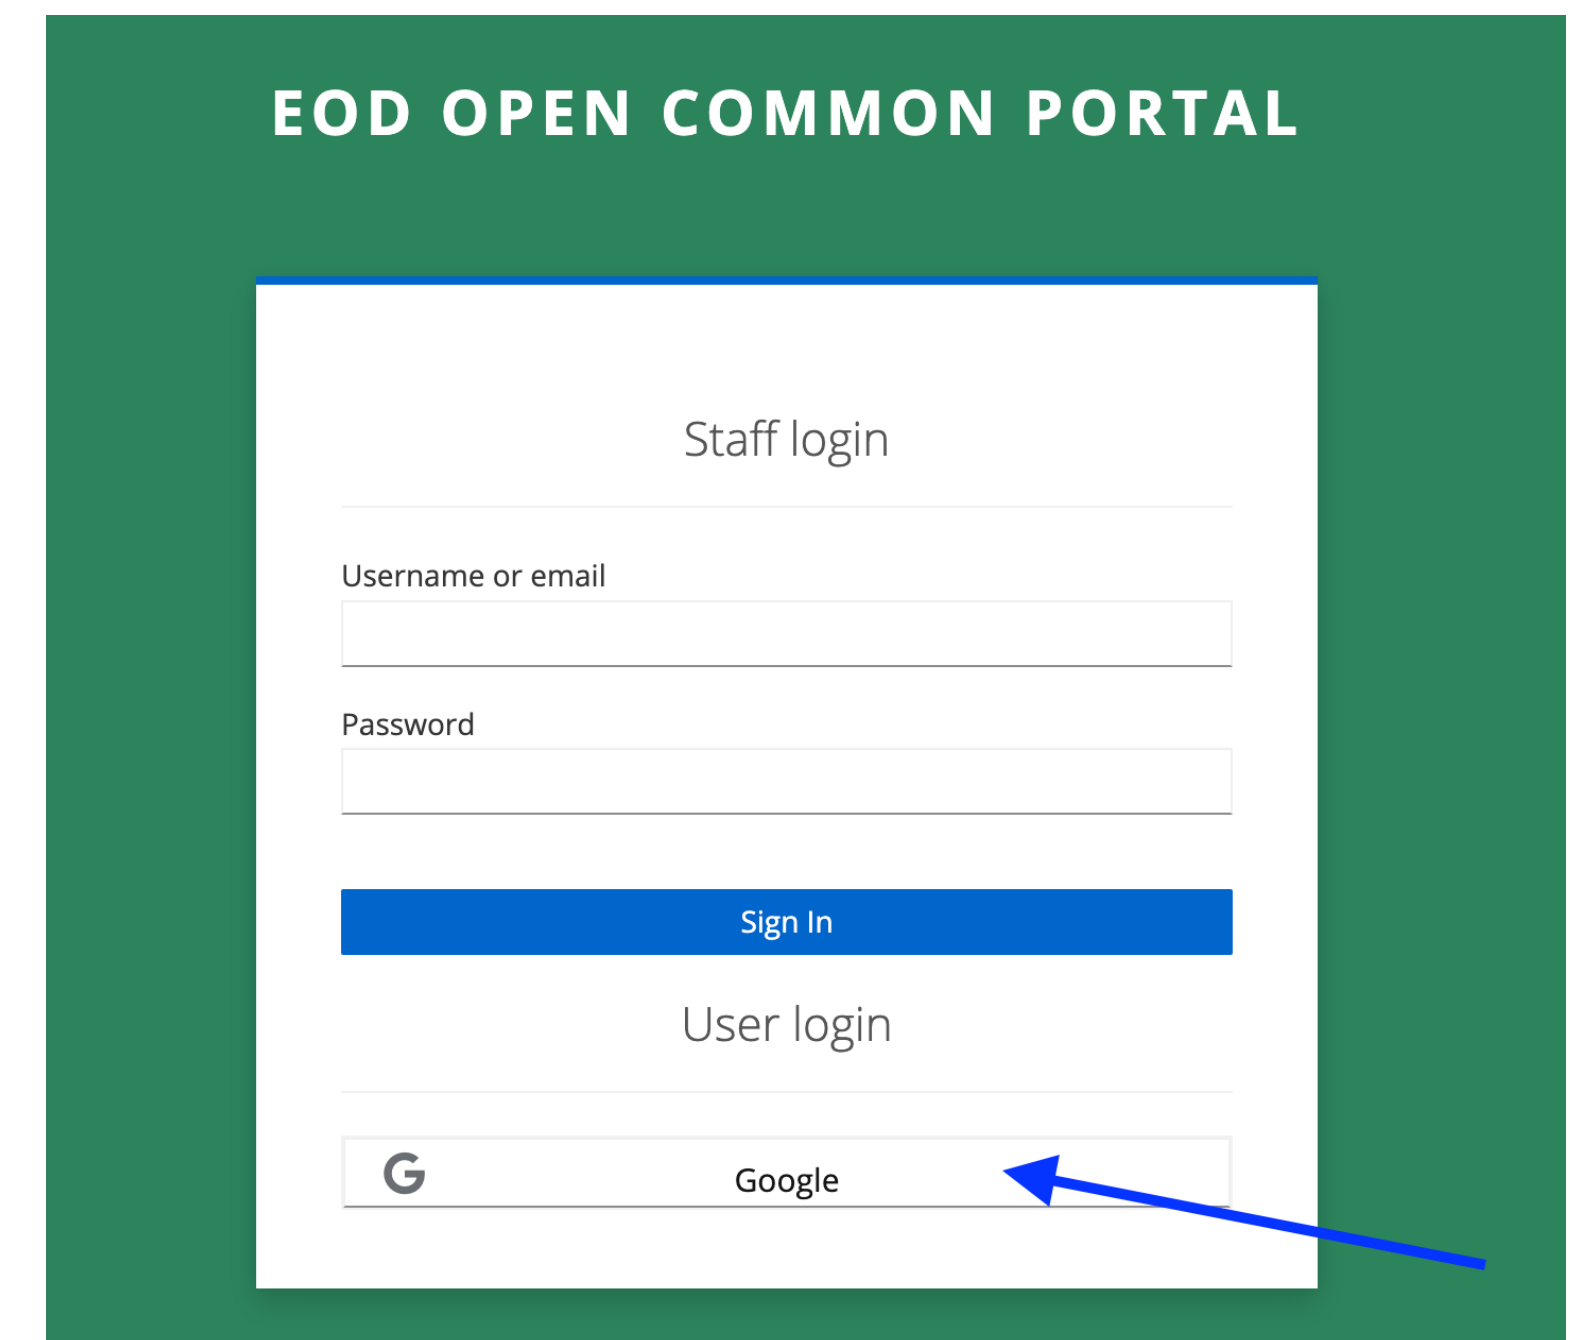 EOD OPEN COMMON PORTAL
Staff login
Username or email
Password
Sign In
User login
G Google